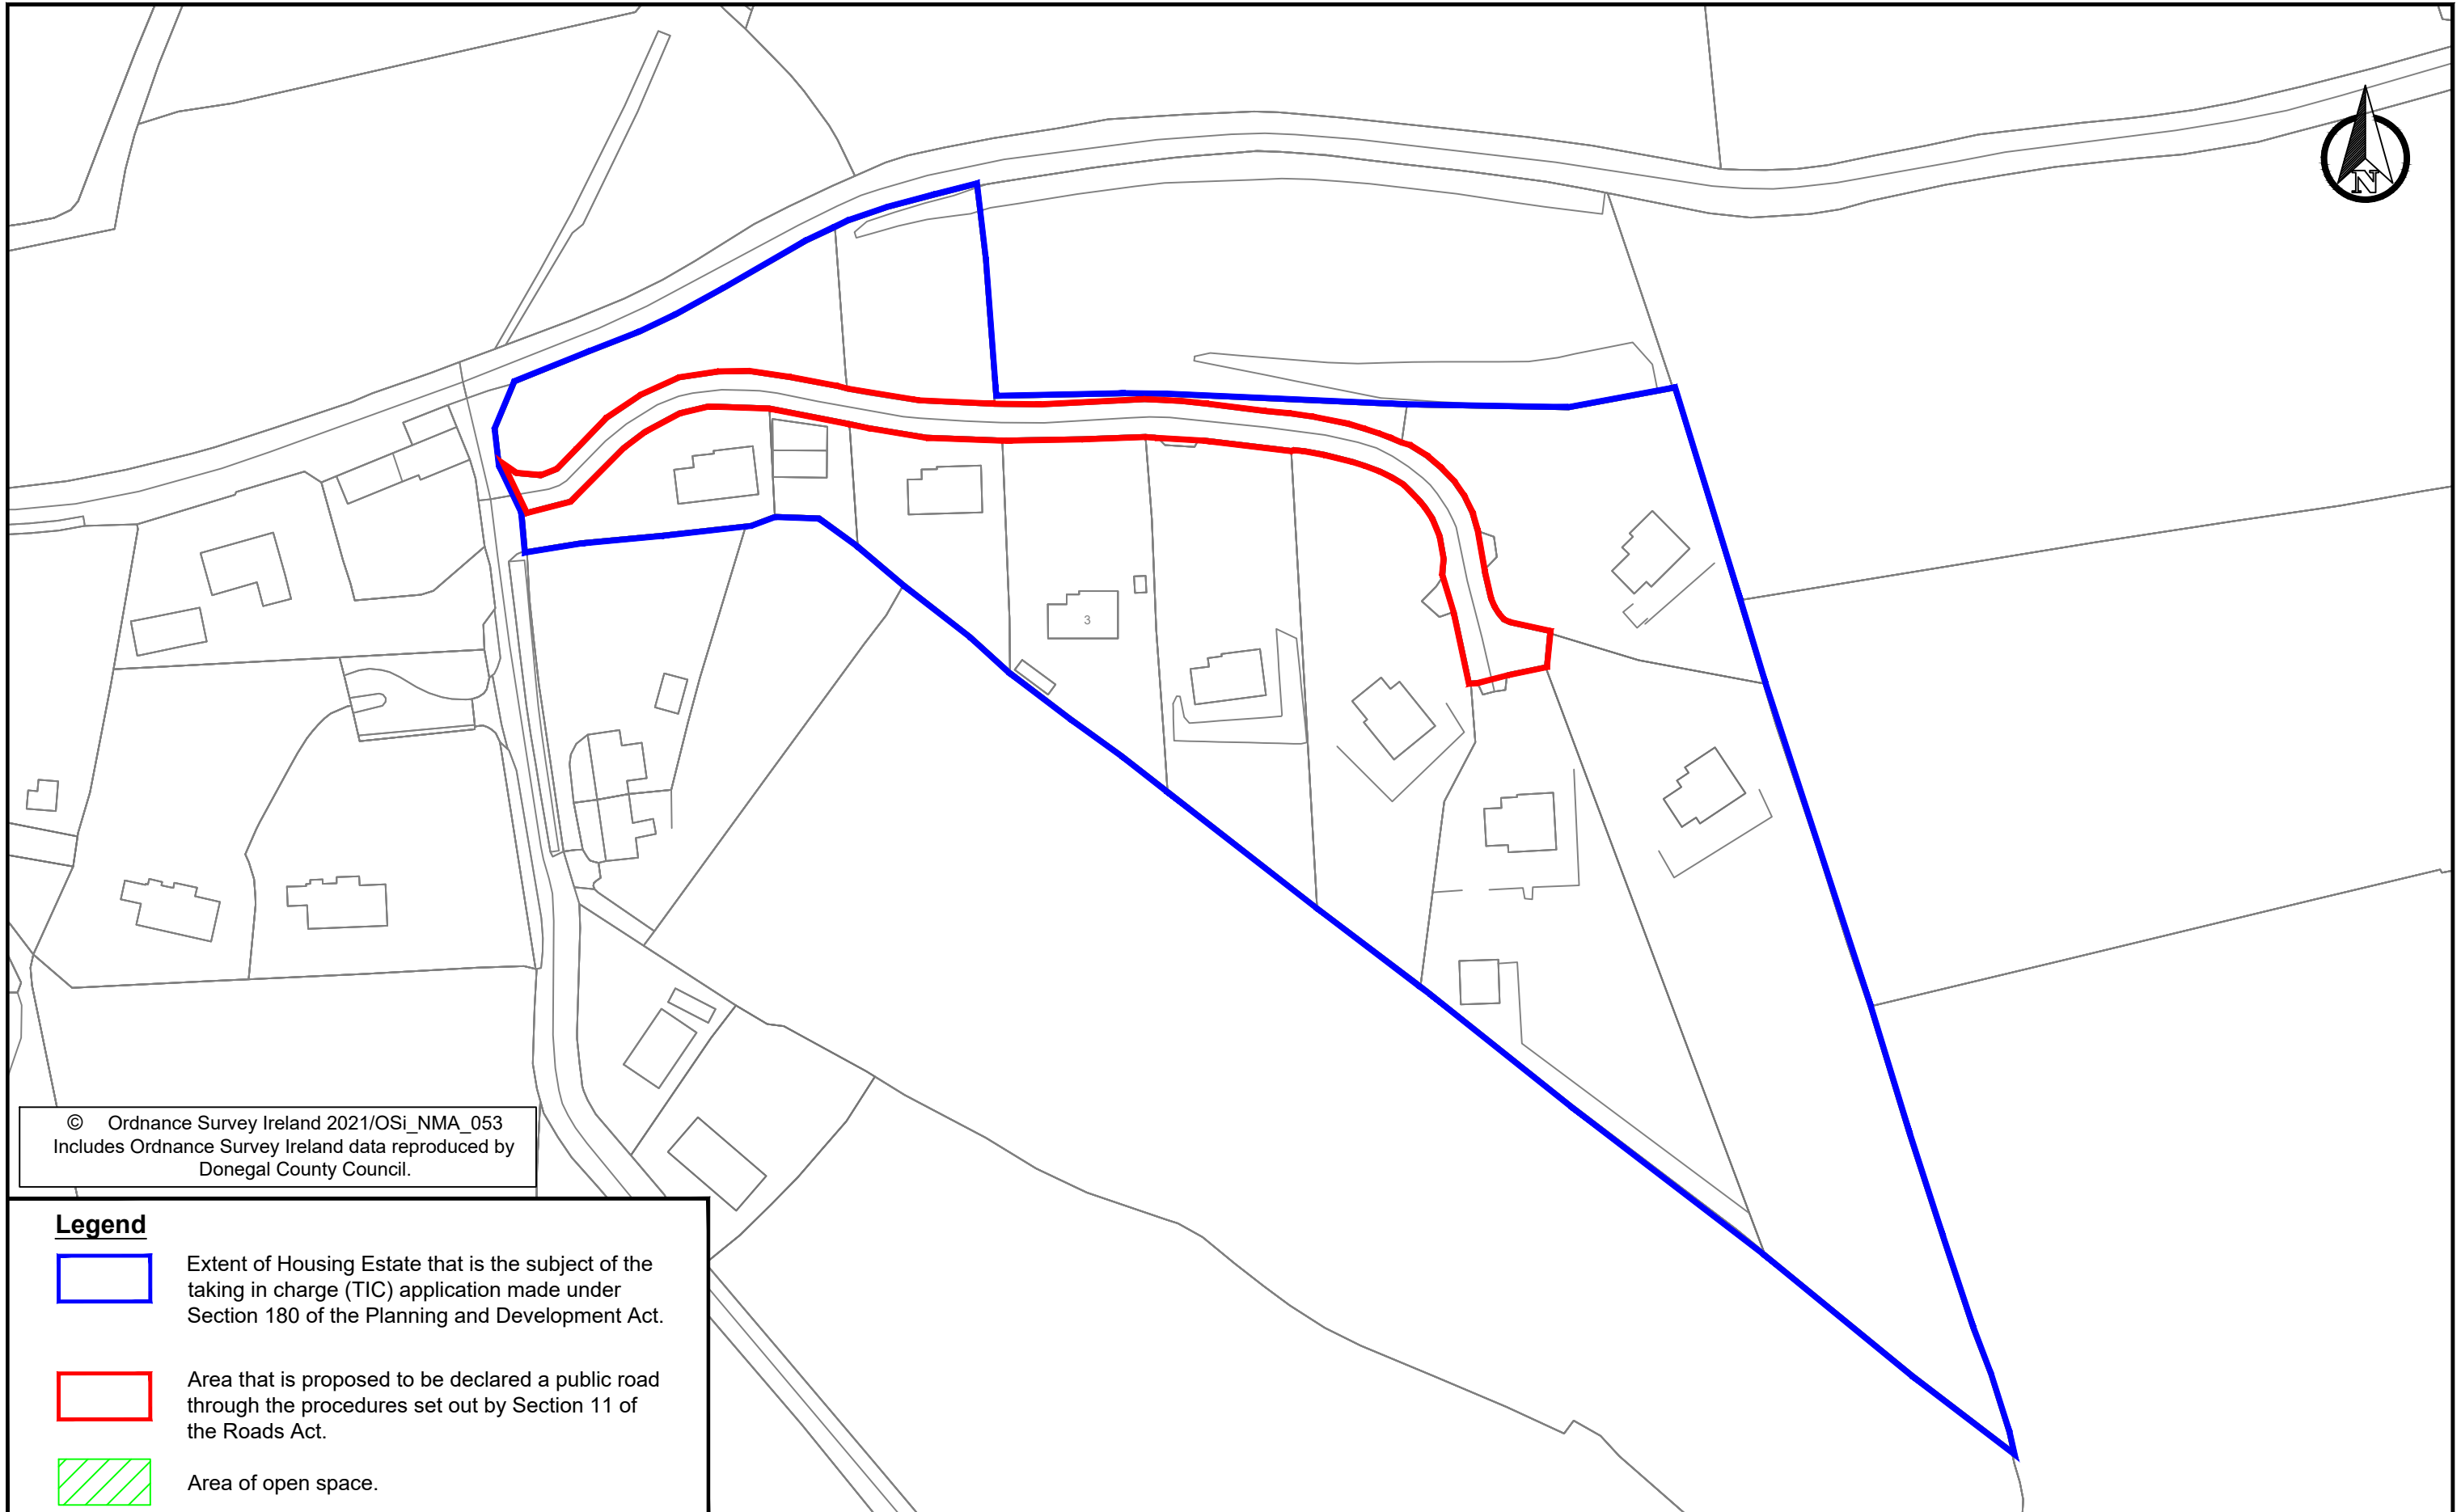 N
3
© Ordnance Survey Ireland 2021/OSi_NMA_053
Includes Ordnance Survey Ireland data reproduced by
Donegal County Council.
Legend
Extent of Housing Estate that is the subject of the
taking in charge (TIC) application made under
Section 180 of the Planning and Development Act.
Area that is proposed to be declared a public road
through the procedures set out by Section 11 of
the Roads Act.
Area of open space.